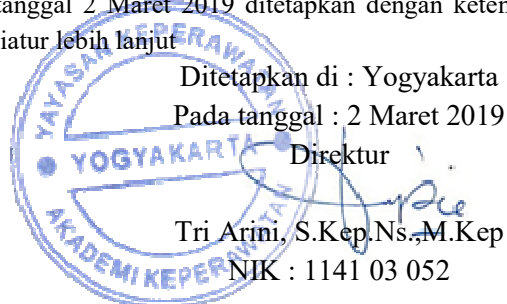 tanggal 2 Maret 2019 ditetapkan dengan
iatur lebih lanjut
Ditetapkan di : Yogyakarta
Pada tanggal : 2 Maret 2019
Direktur
Tri Arini, S.Kep.Ns.,M.Kep
NIK : 1141 03 052
YAYASAN KEPERAWATAN
YOGYAKARTA
AKADEMI KEPERAWATAN